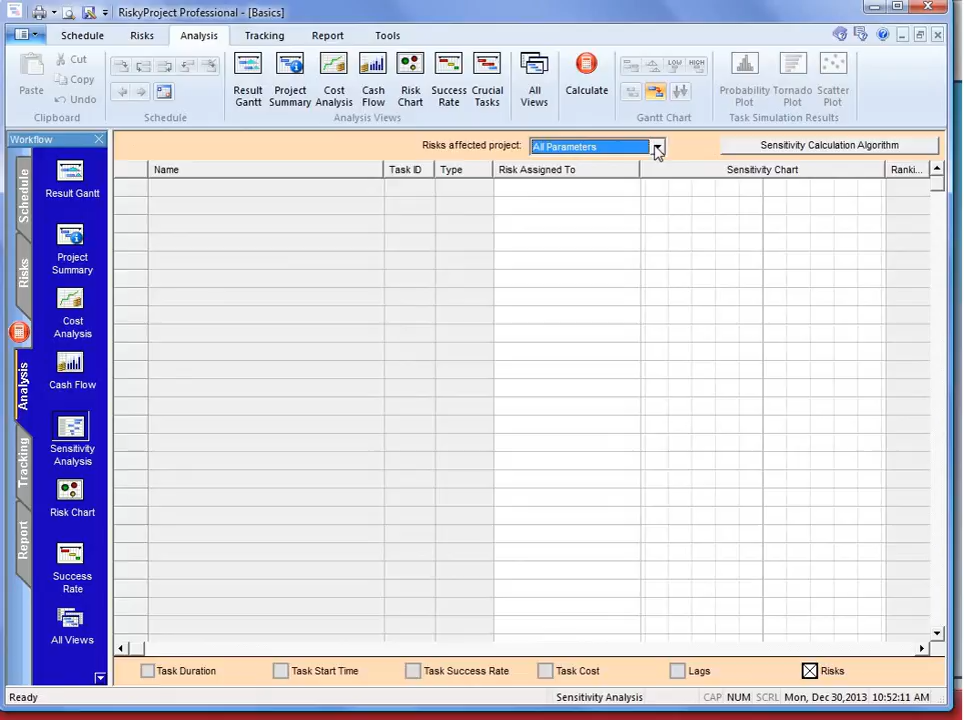 RiskyProject Professional - [Basics]
Schedule Risks Analysis Tracking Report Tools
Paste Cut Copy Undo
Result Gantt
Project Summary
Cost Analysis
Cash Flow
Risk Chart
Success Rate
Crucial Tasks
All Views
Calculate
LOW HIGH
Probability Plot
Tornado Plot
Scatter Plot
Clipboard Schedule Analysis Views Gantt Chart Task Simulation Results
Workflow
Risks affected project: All Parameters Sensitivity Calculation Algorithm
Name Task ID Type Risk Assigned To Sensitivity Chart Ranki...
Schedule
Risks
Analysis
Tracking
Report
Result Gantt
Project
Summary
Cost
Analysis
Cash Flow
Sensitivity
Analysis
Risk Chart
Success
Rate
All Views
Task Duration Task Start Time Task Success Rate Task Cost Lags Risks
Ready Sensitivity Analysis CAP NUM SCRL Mon, Dec 30,2013 10:52:11 AM